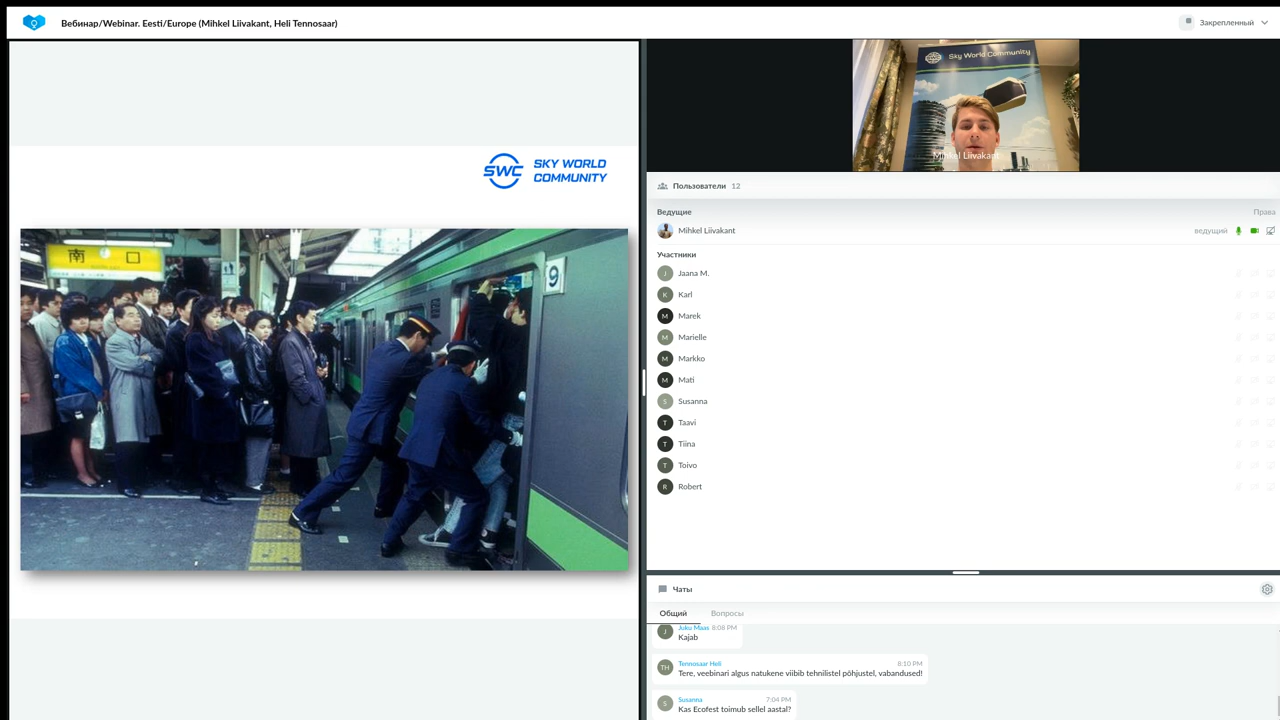 Вебинар/Webinar. Eesti/Europe (Mihkel Liivakant, Heli Tennosaar)
Закрепленный
SWC SKY WORLD
COMMUNITY
南口
9
SWC Sky World Community
Mihkel Liivakant
Пользователи 12
Ведущие Права
Mihkel Liivakant ведущий
Участники
J Jaana M.
K Karl
M Marek
M Marielle
M Markko
M Mati
S Susanna
T Taavi
T Tiina
T Toivo
R Robert
Чаты
Общий Вопросы
J Juku Maas 8:08 PM
Kajab
TH Tennosaar Heli 8:10 PM
Tere, veebinari algus natukene viibib tehnilistel põhjustel, vabandused!
S Susanna 7:04 PM
Kas Ecofest toimub sellel aastal?